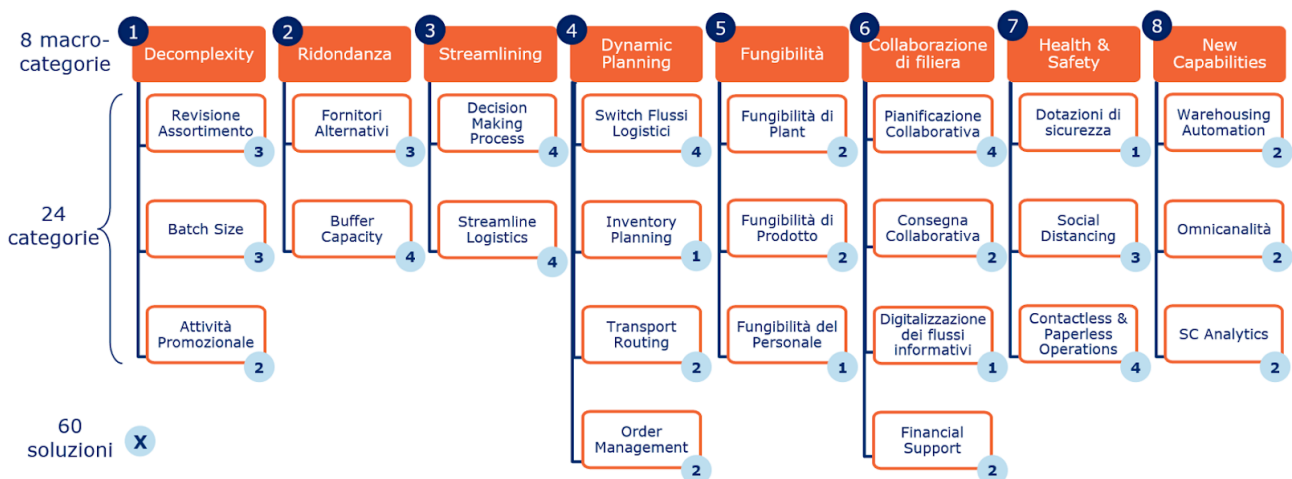 8 macro-
categorie
1
Decomplexity
2
Ridondanza
3
Streamlining
4
Dynamic
Planning
5
Fungibilità
6
Collaborazione
di filiera
7
Health &
Safety
8
New
Capabilities
24
categorie
Revisione
Assortimento
3
Batch Size
3
Attività
Promozionale
2
Fornitori
Alternativi
3
Buffer
Capacity
4
Decision
Making
Process
4
Streamline
Logistics
4
Switch Flussi
Logistici
4
Inventory
Planning
1
Transport
Routing
2
Order
Management
2
Fungibilità di
Plant
2
Fungibilità di
Prodotto
2
Fungibilità del
Personale
1
Pianificazione
Collaborativa
4
Consegna
Collaborativa
2
Digitalizzazione
dei flussi
informativi
1
Financial
Support
2
Dotazioni di
sicurezza
1
Social
Distancing
3
Contactless &
Paperless
Operations
4
Warehousing
Automation
2
Omnicanalità
2
SC Analytics
2
60
soluzioni
X